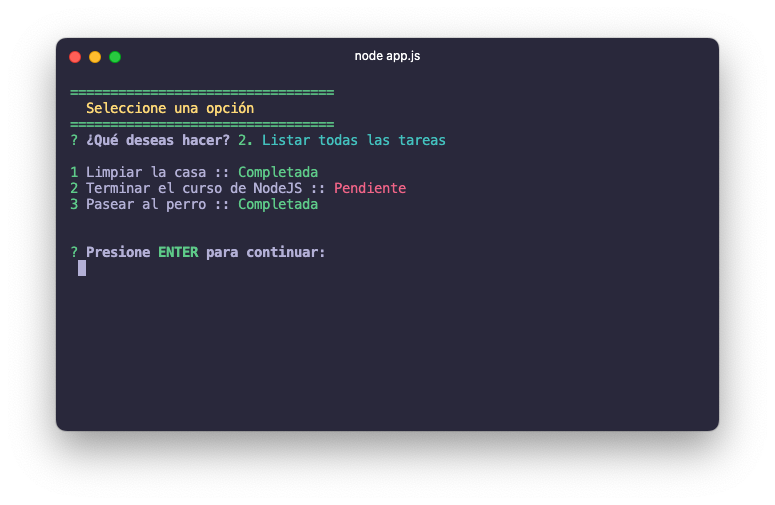 node app.js
=================================
Seleccione una opción
=================================
? ¿Qué deseas hacer? 2. Listar todas las tareas
1 Limpiar la casa :: Completada
2 Terminar el curso de NodeJS :: Pendiente
3 Pasear al perro :: Completada
? Presione ENTER para continuar: